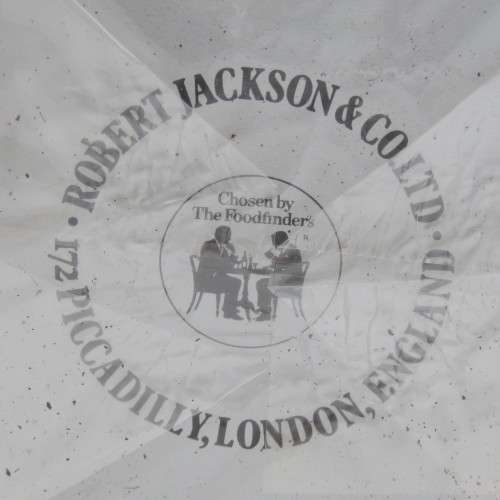 ROBERT JACKSON & CO LTD
· 172 PICCADILLY, LONDON, ENGLAND ·
Chosen by
The Foodfinders
R